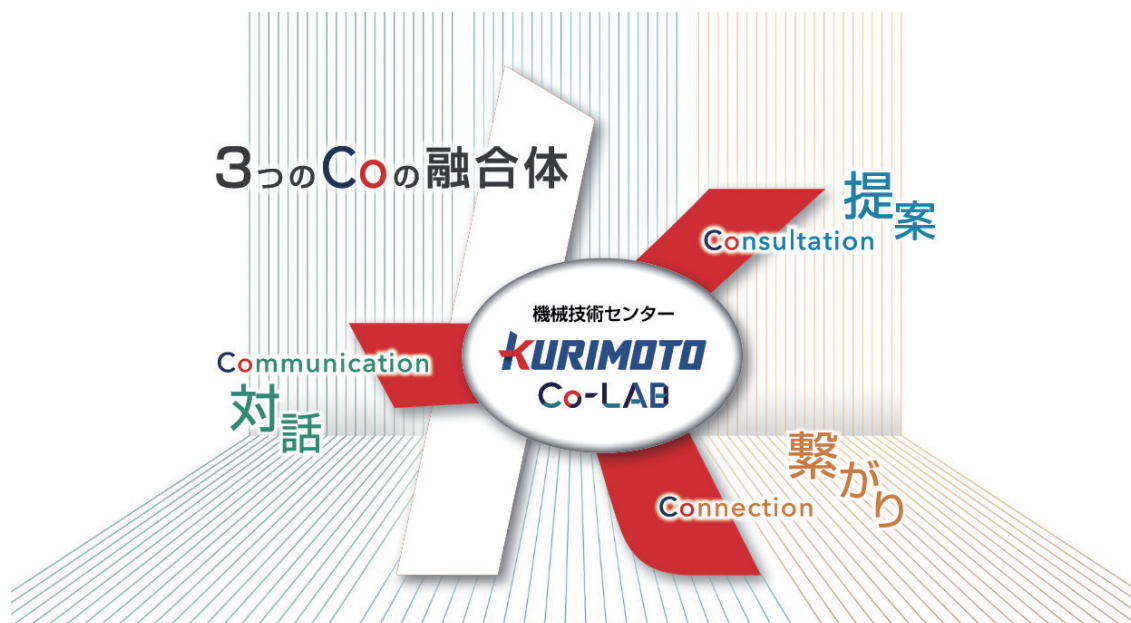 3つのCoの融合体
提案
Consultation
機械技術センター
KURIMOTO
Co-LAB
Communication
対話
繋がり
Connection